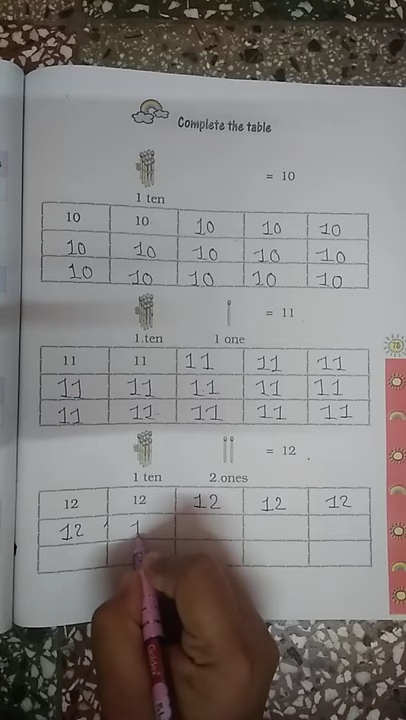 Complete the table
= 10
1 ten
10 10 10 10 10
10 10 10 10 10
10 10 10 10 10
= 11
1 ten 1 one
11 11 11 11 11
11 11 11 11 11
11 11 11 11 11
= 12
1 ten 2 ones
12 12 12 12 12
12 1